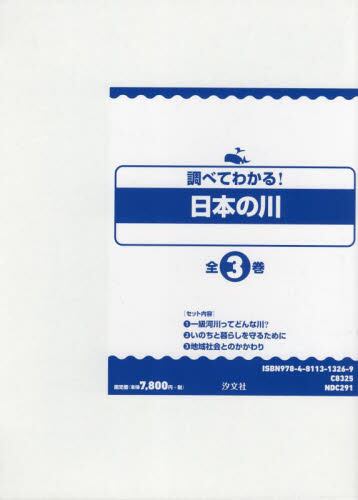 調べてわかる!
日本の川
全3巻
[セット内容]
❶一級河川ってどんな川?
❷いのちと暮らしを守るために
❸地域社会とのかかわり
ISBN978-4-8113-1326-9
C8325
NDC291
揃定価(本体7,800円+税)
汐文社